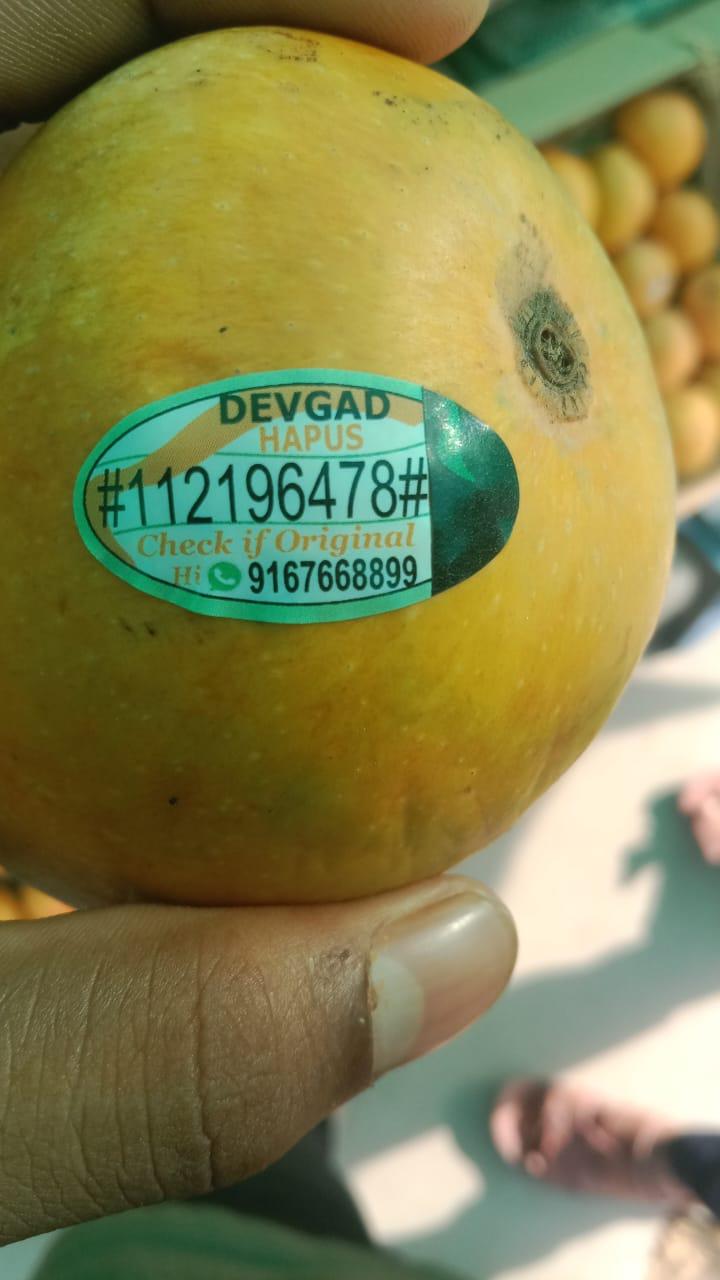 DEVGAD
HAPUS
#112196478#
Check if Original
Hi 9167668899